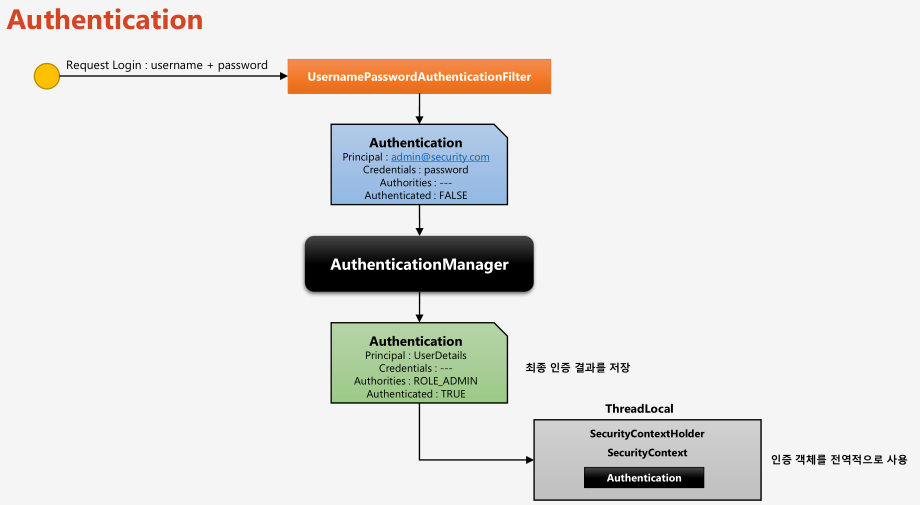 Authentication
Request Login : username + password
UsernamePasswordAuthenticationFilter
Authentication
Principal : admin@security.com
Credentials : password
Authorities : ---
Authenticated : FALSE
AuthenticationManager
Authentication
Principal : UserDetails
Credentials : ---
Authorities : ROLE_ADMIN
Authenticated : TRUE
최종 인증 결과를 저장
ThreadLocal
SecurityContextHolder
SecurityContext
Authentication
인증 객체를 전역적으로 사용